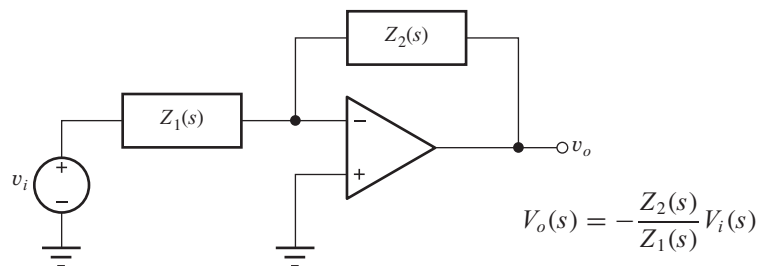 Z₂(s)
Z₁(s)
−
+
vᵢ
+
−
vₒ
Vₒ(s) = −Z₂(s)/Z₁(s) Vᵢ(s)